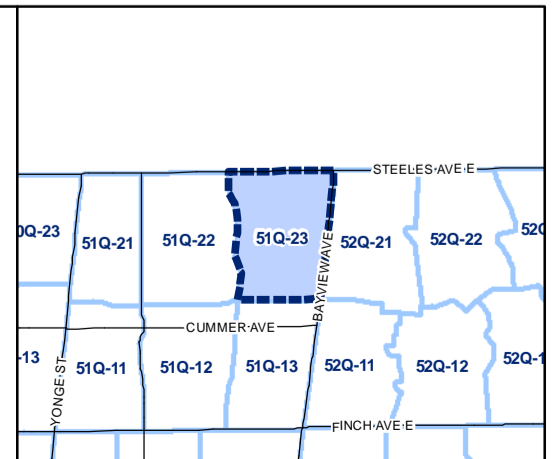 STEELES AVE E
0Q-23
51Q-21
51Q-22
51Q-23
52Q-21
52Q-22
52Q
BAYVIEW AVE
CUMMER AVE
-13
YONGE ST
51Q-11
51Q-12
51Q-13
52Q-11
52Q-12
52Q-1
FINCH AVE E